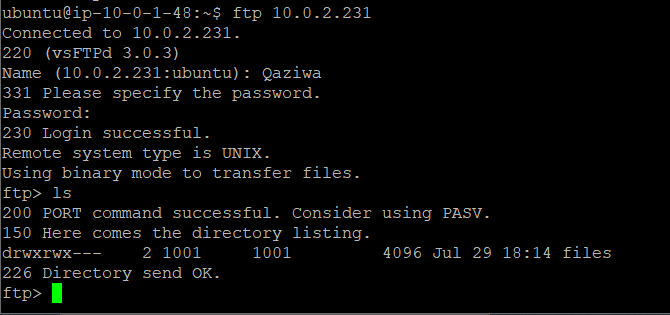 ubuntu@ip-10-0-1-48:~$ ftp 10.0.2.231
Connected to 10.0.2.231.
220 (vsFTPd 3.0.3)
Name (10.0.2.231:ubuntu): Qaziwa
331 Please specify the password.
Password:
230 Login successful.
Remote system type is UNIX.
Using binary mode to transfer files.
ftp> ls
200 PORT command successful. Consider using PASV.
150 Here comes the directory listing.
drwxrwx---    2 1001     1001         4096 Jul 29 18:14 files
226 Directory send OK.
ftp>